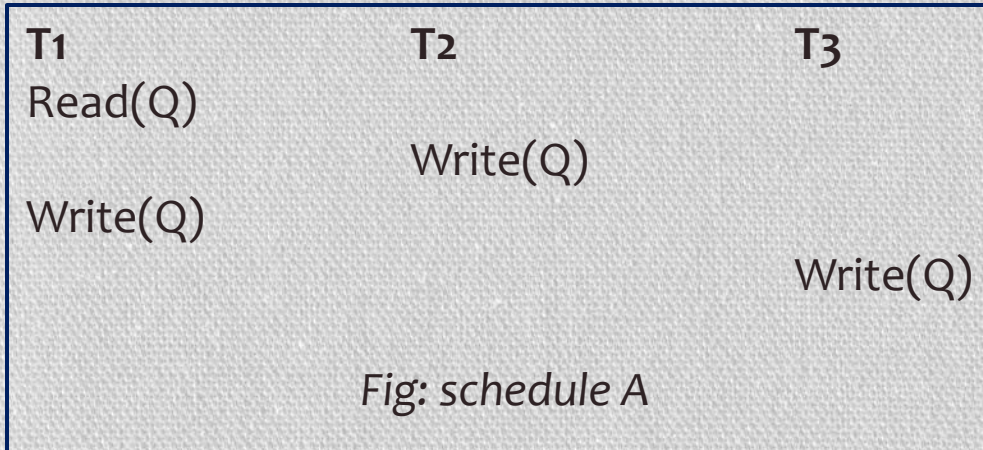 T1 T2 T3
Read(Q)
Write(Q)
Write(Q)
Write(Q)
Fig: schedule A